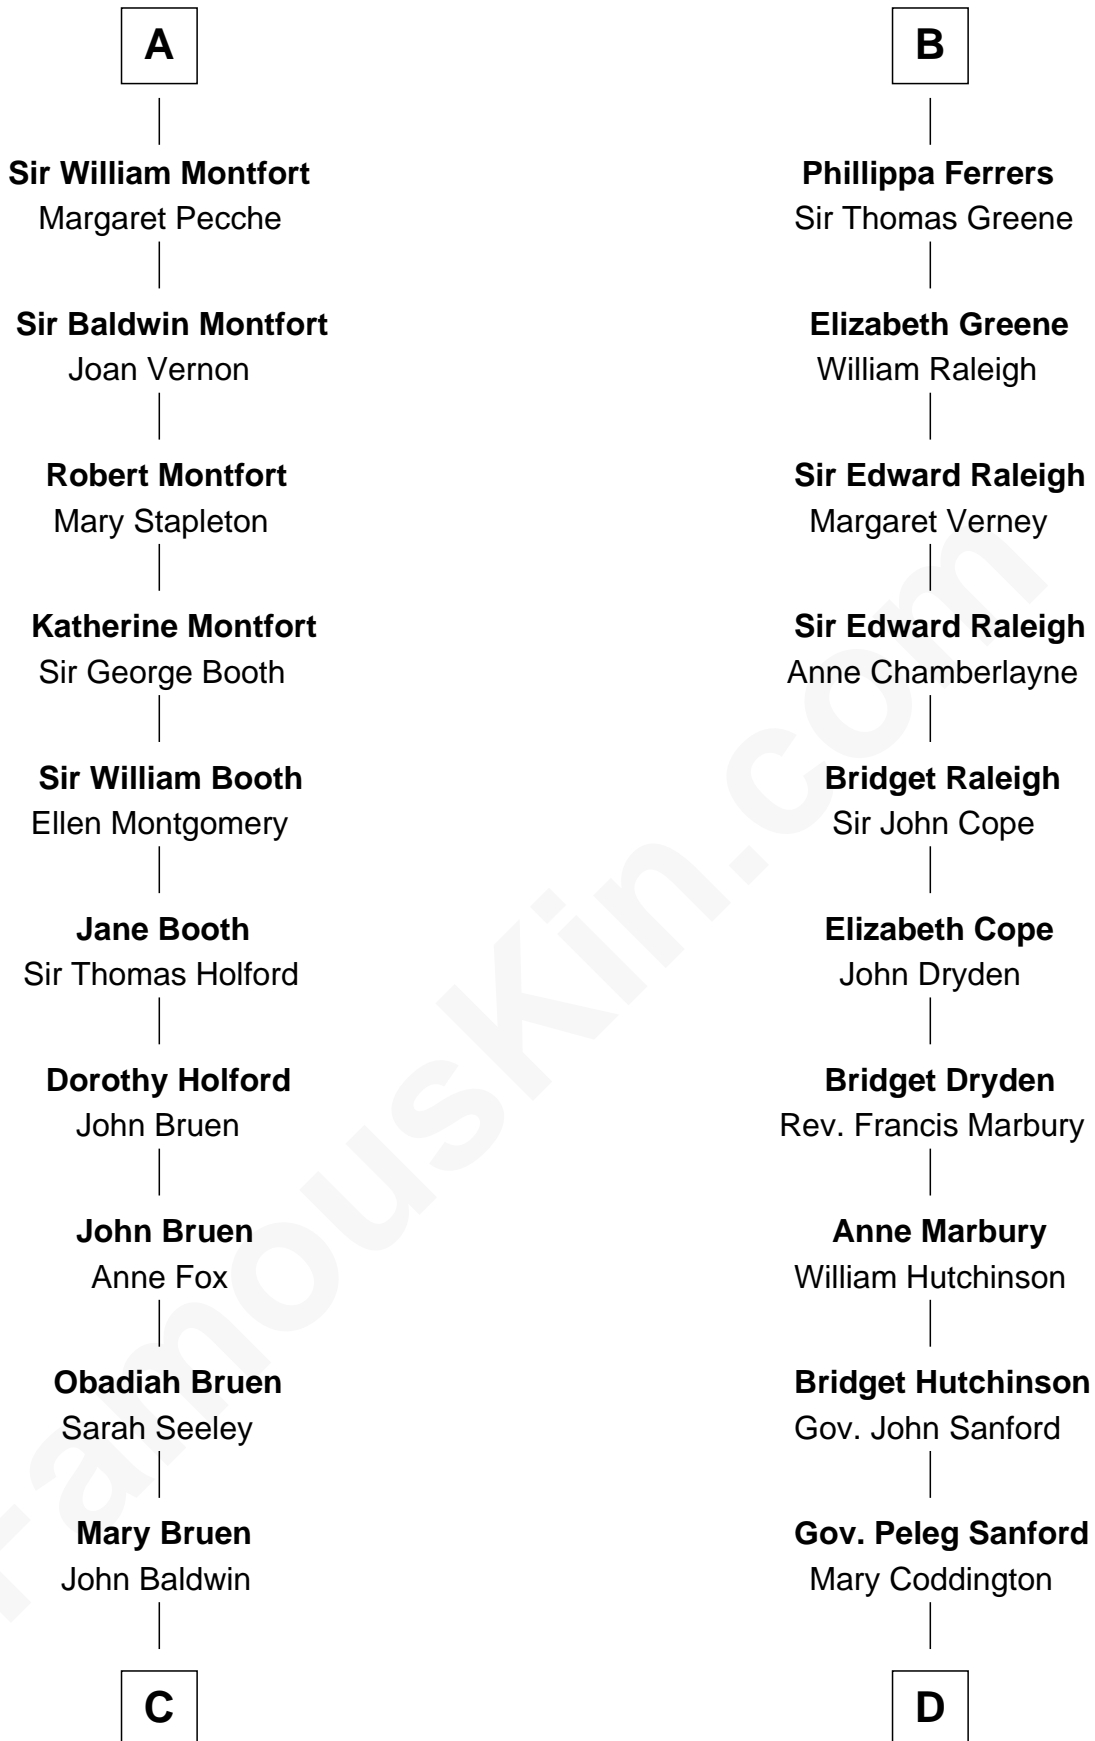 A
Sir William Montfort
Margaret Pecche
Sir Baldwin Montfort
Joan Vernon
Robert Montfort
Mary Stapleton
Katherine Montfort
Sir George Booth
Sir William Booth
Ellen Montgomery
Jane Booth
Sir Thomas Holford
Dorothy Holford
John Bruen
John Bruen
Anne Fox
Obadiah Bruen
Sarah Seeley
Mary Bruen
John Baldwin
C
B
Phillippa Ferrers
Sir Thomas Greene
Elizabeth Greene
William Raleigh
Sir Edward Raleigh
Margaret Verney
Sir Edward Raleigh
Anne Chamberlayne
Bridget Raleigh
Sir John Cope
Elizabeth Cope
John Dryden
Bridget Dryden
Rev. Francis Marbury
Anne Marbury
William Hutchinson
Bridget Hutchinson
Gov. John Sanford
Gov. Peleg Sanford
Mary Coddington
D
FamousKin.com